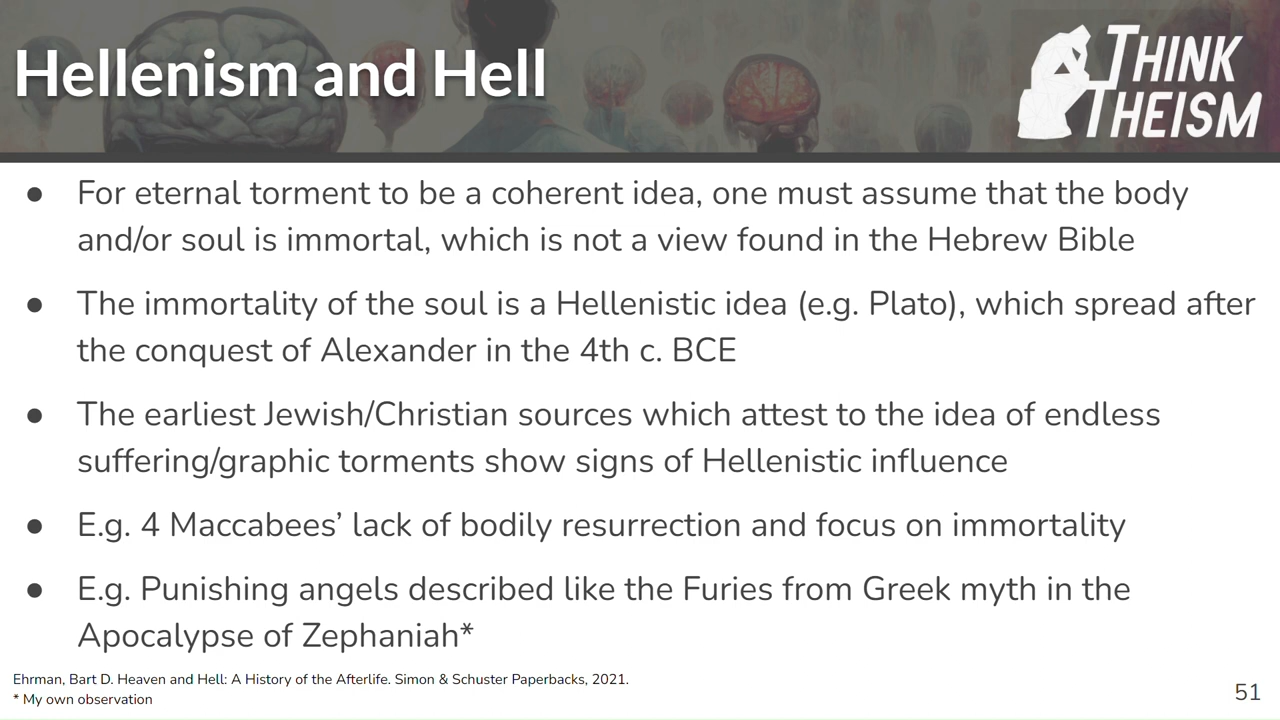 Hellenism and Hell
THINK
THEISM
● For eternal torment to be a coherent idea, one must assume that the body
and/or soul is immortal, which is not a view found in the Hebrew Bible
● The immortality of the soul is a Hellenistic idea (e.g. Plato), which spread after
the conquest of Alexander in the 4th c. BCE
● The earliest Jewish/Christian sources which attest to the idea of endless
suffering/graphic torments show signs of Hellenistic influence
● E.g. 4 Maccabees’ lack of bodily resurrection and focus on immortality
● E.g. Punishing angels described like the Furies from Greek myth in the
Apocalypse of Zephaniah*
Ehrman, Bart D. Heaven and Hell: A History of the Afterlife. Simon & Schuster Paperbacks, 2021.
* My own observation
51